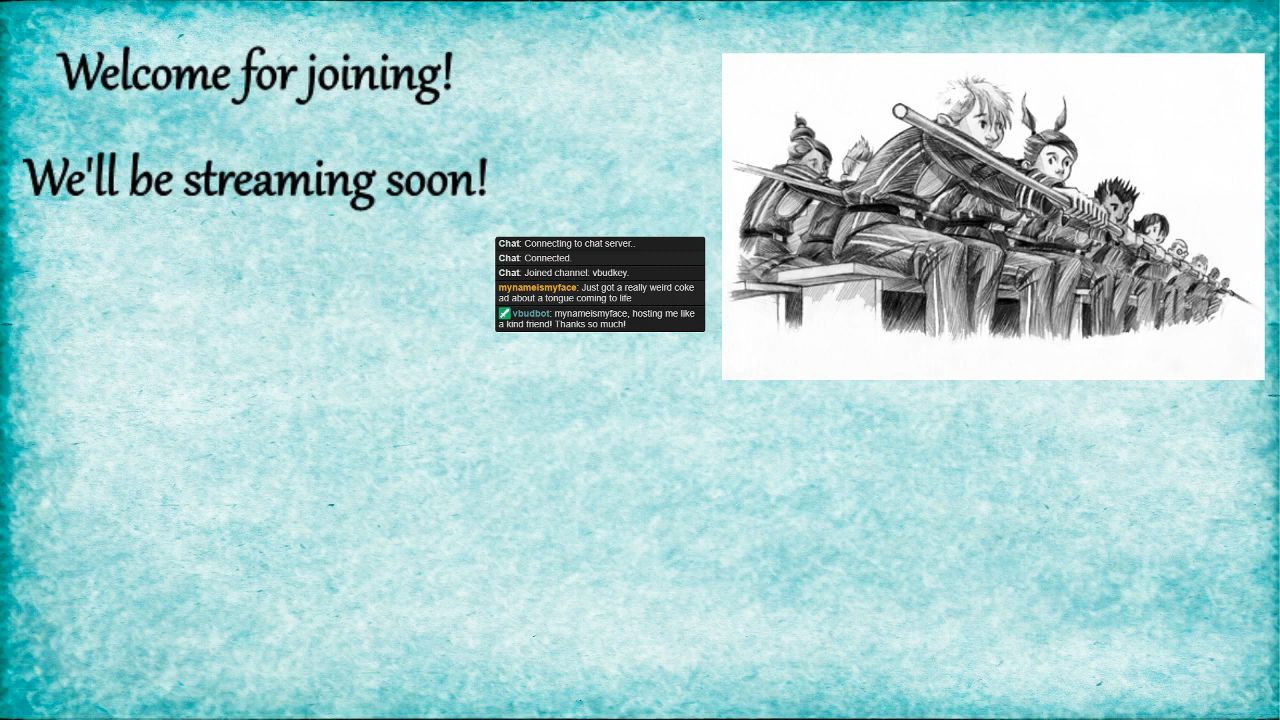 Welcome for joining!
We'll be streaming soon!
Chat: Connecting to chat server..
Chat: Connected.
Chat: Joined channel: vbudkey.
mynameismyface: Just got a really weird coke
ad about a tongue coming to life
vbudbot: mynameismyface, hosting me like
a kind friend! Thanks so much!